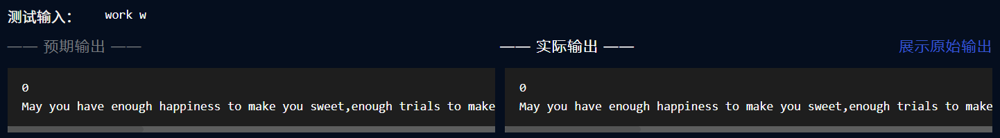 测试输入： work w
—— 预期输出 —— —— 实际输出 —— 展示原始输出
0
May you have enough happiness to make you sweet,enough trials to make
0
May you have enough happiness to make you sweet,enough trials to make